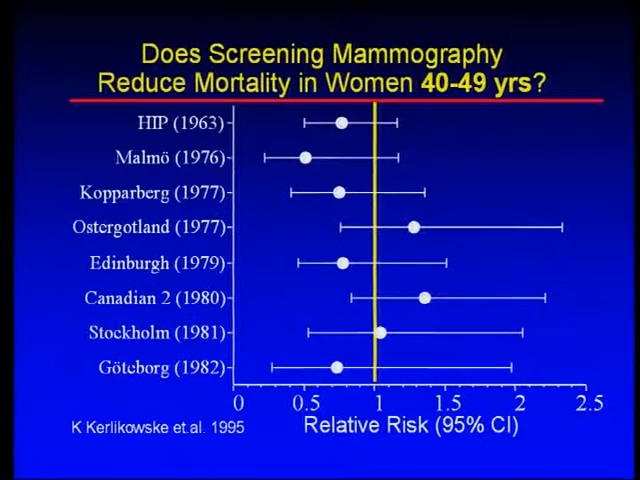 Does Screening Mammography
Reduce Mortality in Women 40-49 yrs?
HIP (1963)
Malmö (1976)
Kopparberg (1977)
Ostergotland (1977)
Edinburgh (1979)
Canadian 2 (1980)
Stockholm (1981)
Göteborg (1982)
0 0.5 1 1.5 2 2.5
K Kerlikowske et.al. 1995 Relative Risk (95% CI)